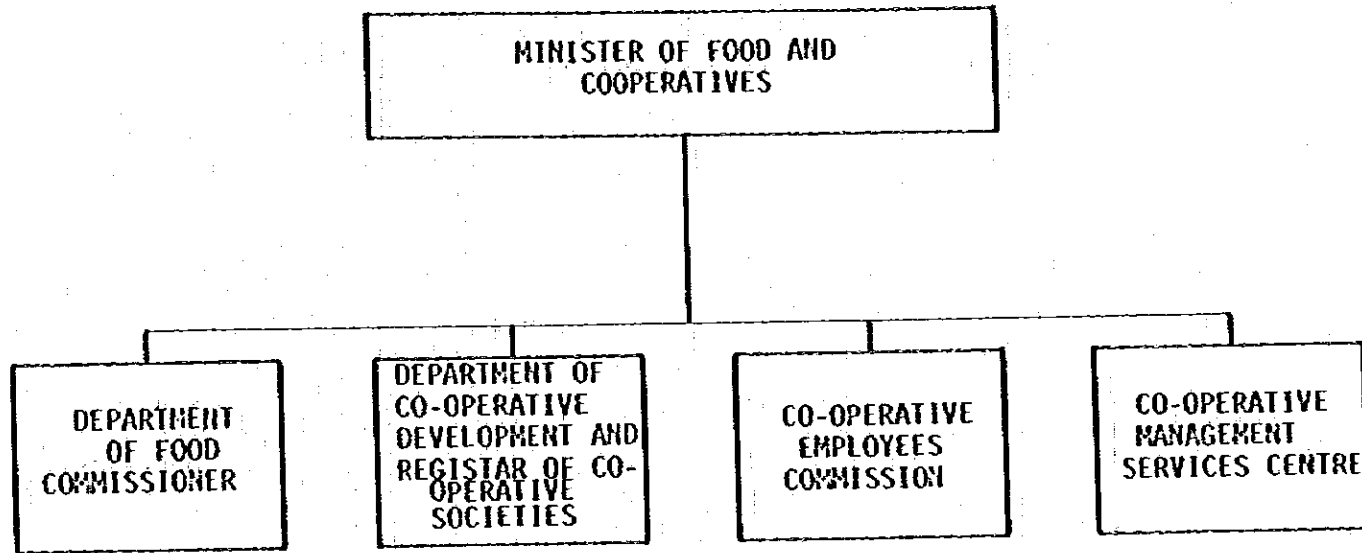 MINISTER OF FOOD AND
COOPERATIVES
DEPARTMENT
OF FOOD
COMMISSIONER
DEPARTMENT OF
CO-OPERATIVE
DEVELOPMENT AND
REGISTAR OF CO-
OPERATIVE
SOCIETIES
CO-OPERATIVE
EMPLOYEES
COMMISSION
CO-OPERATIVE
MANAGEMENT
SERVICES CENTRE